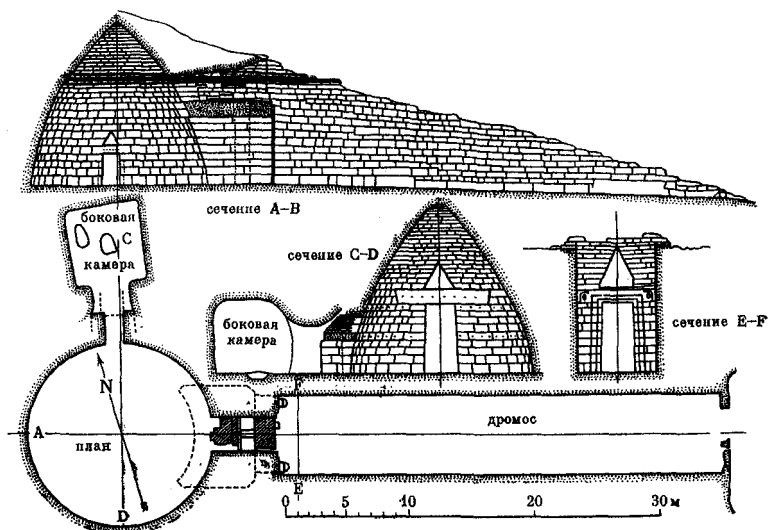 сечение A–B
боковая
C
камера
сечение C–D
боковая
камера
сечение E–F
N
A
план
D
F
дромос
E
0 5 10 20 30 м